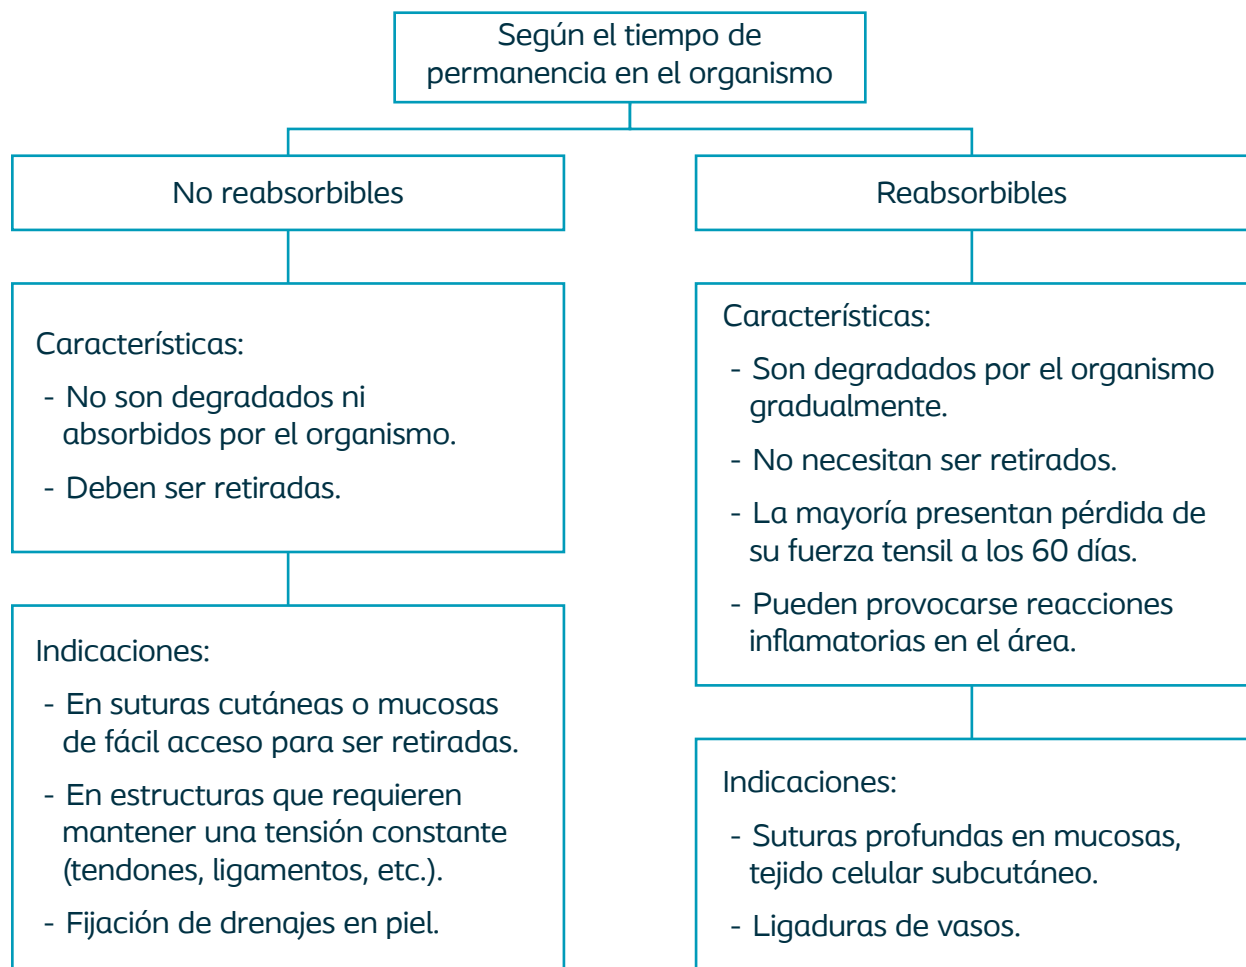 Según el tiempo de
permanencia en el organismo
No reabsorbibles
Características:
- No son degradados ni
absorbidos por el organismo.
- Deben ser retiradas.
Indicaciones:
- En suturas cutáneas o mucosas
de fácil acceso para ser retiradas.
- En estructuras que requieren
mantener una tensión constante
(tendones, ligamentos, etc.).
- Fijación de drenajes en piel.
Reabsorbibles
Características:
- Son degradados por el organismo
gradualmente.
- No necesitan ser retirados.
- La mayoría presentan pérdida de
su fuerza tensil a los 60 días.
- Pueden provocarse reacciones
inflamatorias en el área.
Indicaciones:
- Suturas profundas en mucosas,
tejido celular subcutáneo.
- Ligaduras de vasos.